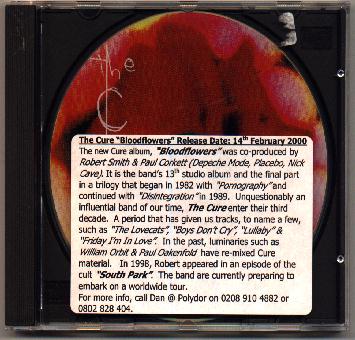 the
C
The Cure "Bloodflowers" Release Date: 14th February 2000
The new Cure album, "Bloodflowers" was co-produced by
Robert Smith & Paul Corkett (Depeche Mode, Placebo, Nick
Cave). It is the band's 13th studio album and the final part
in a trilogy that began in 1982 with "Pornography" and
continued with "Disintegration" in 1989. Unquestionably an
influential band of our time, The Cure enter their third
decade. A period that has given us tracks, to name a few,
such as "The Lovecats", "Boys Don't Cry", "Lullaby" &
"Friday I'm In Love". In the past, luminaries such as
William Orbit & Paul Oakenfold have re-mixed Cure
material. In 1998, Robert appeared in an episode of the
cult "South Park". The band are currently preparing to
embark on a worldwide tour.
For more info, call Dan @ Polydor on 0208 910 4882 or
0802 828 404.